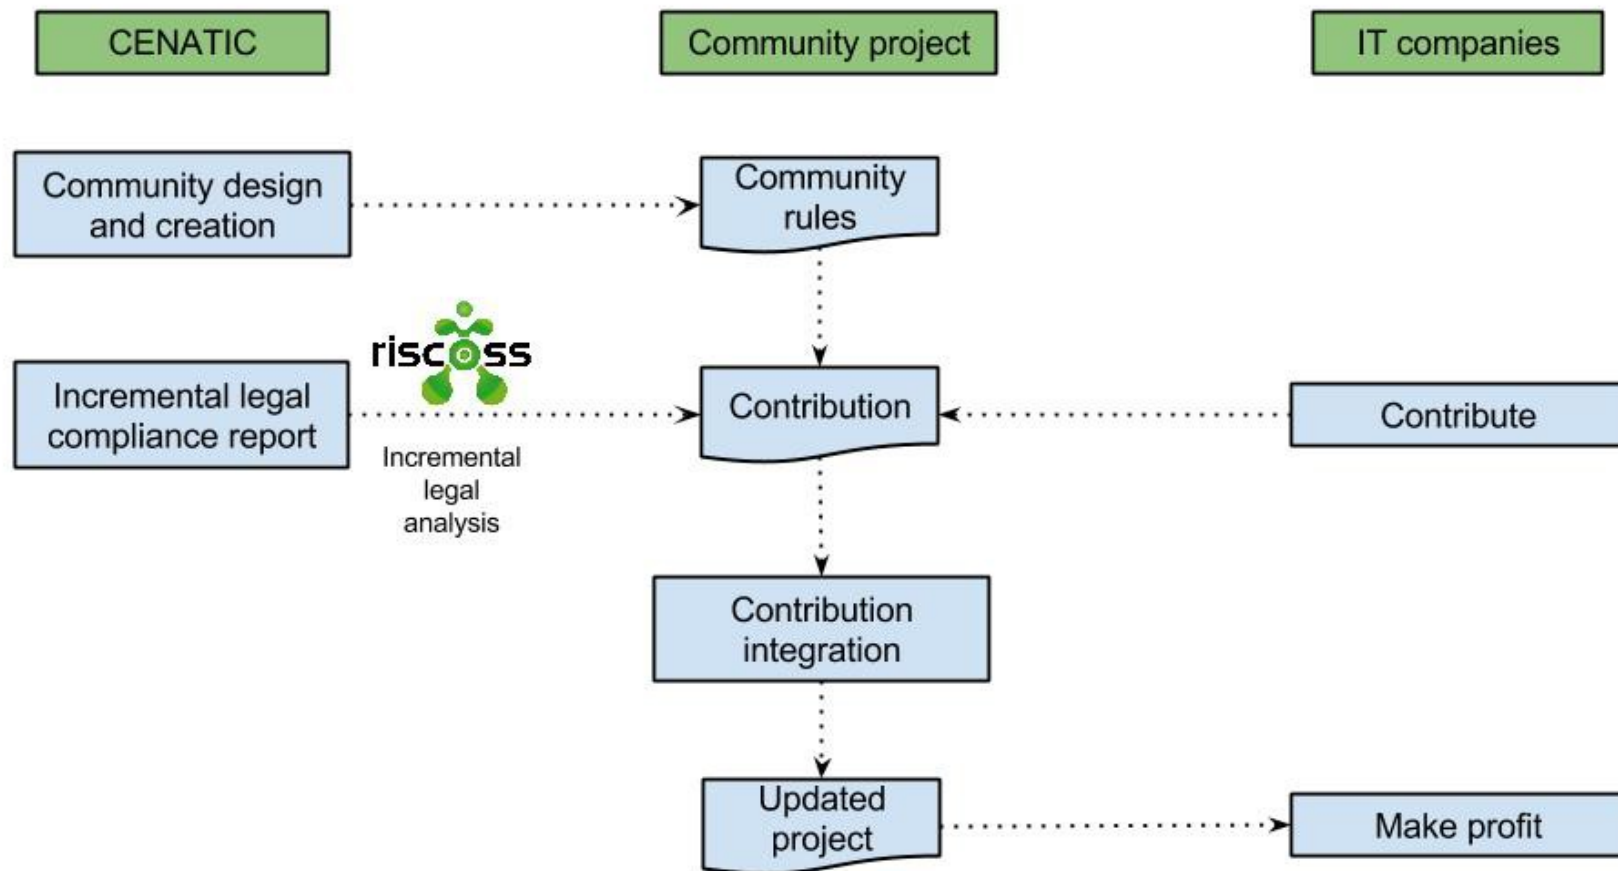 CENATIC
Community project
IT companies
Community design
and creation
Community
rules
riscoss
Incremental legal
compliance report
Incremental
legal
analysis
Contribution
Contribute
Contribution
integration
Updated
project
Make profit